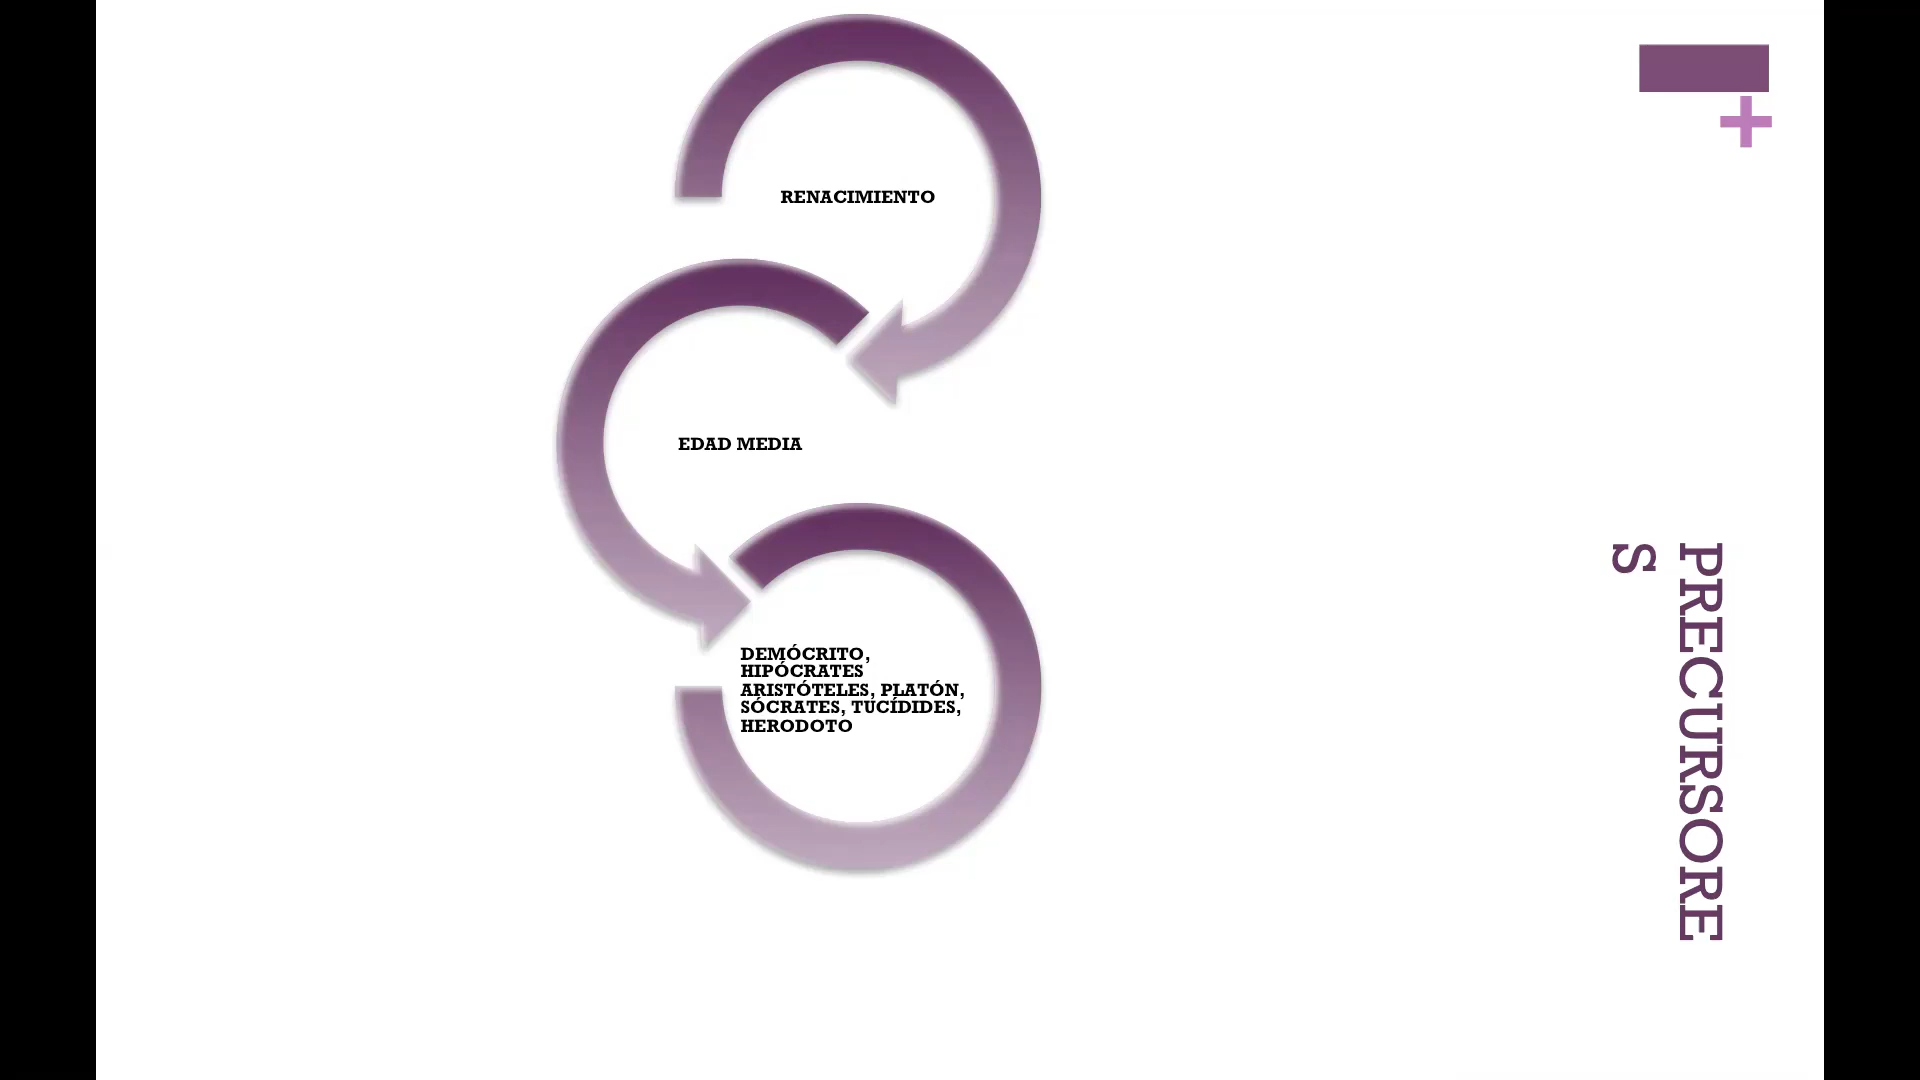 RENACIMIENTO
EDAD MEDIA
DEMÓCRITO,
HIPÓCRATES
ARISTÓTELES, PLATÓN,
SÓCRATES, TUCÍDIDES,
HERODOTO
PRECURSORE
S